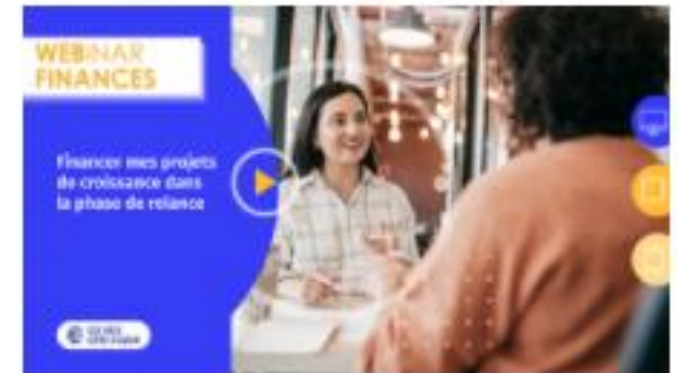 WEBINAR
FINANCES
Financer mes projets
de croissance dans
la phase de relance